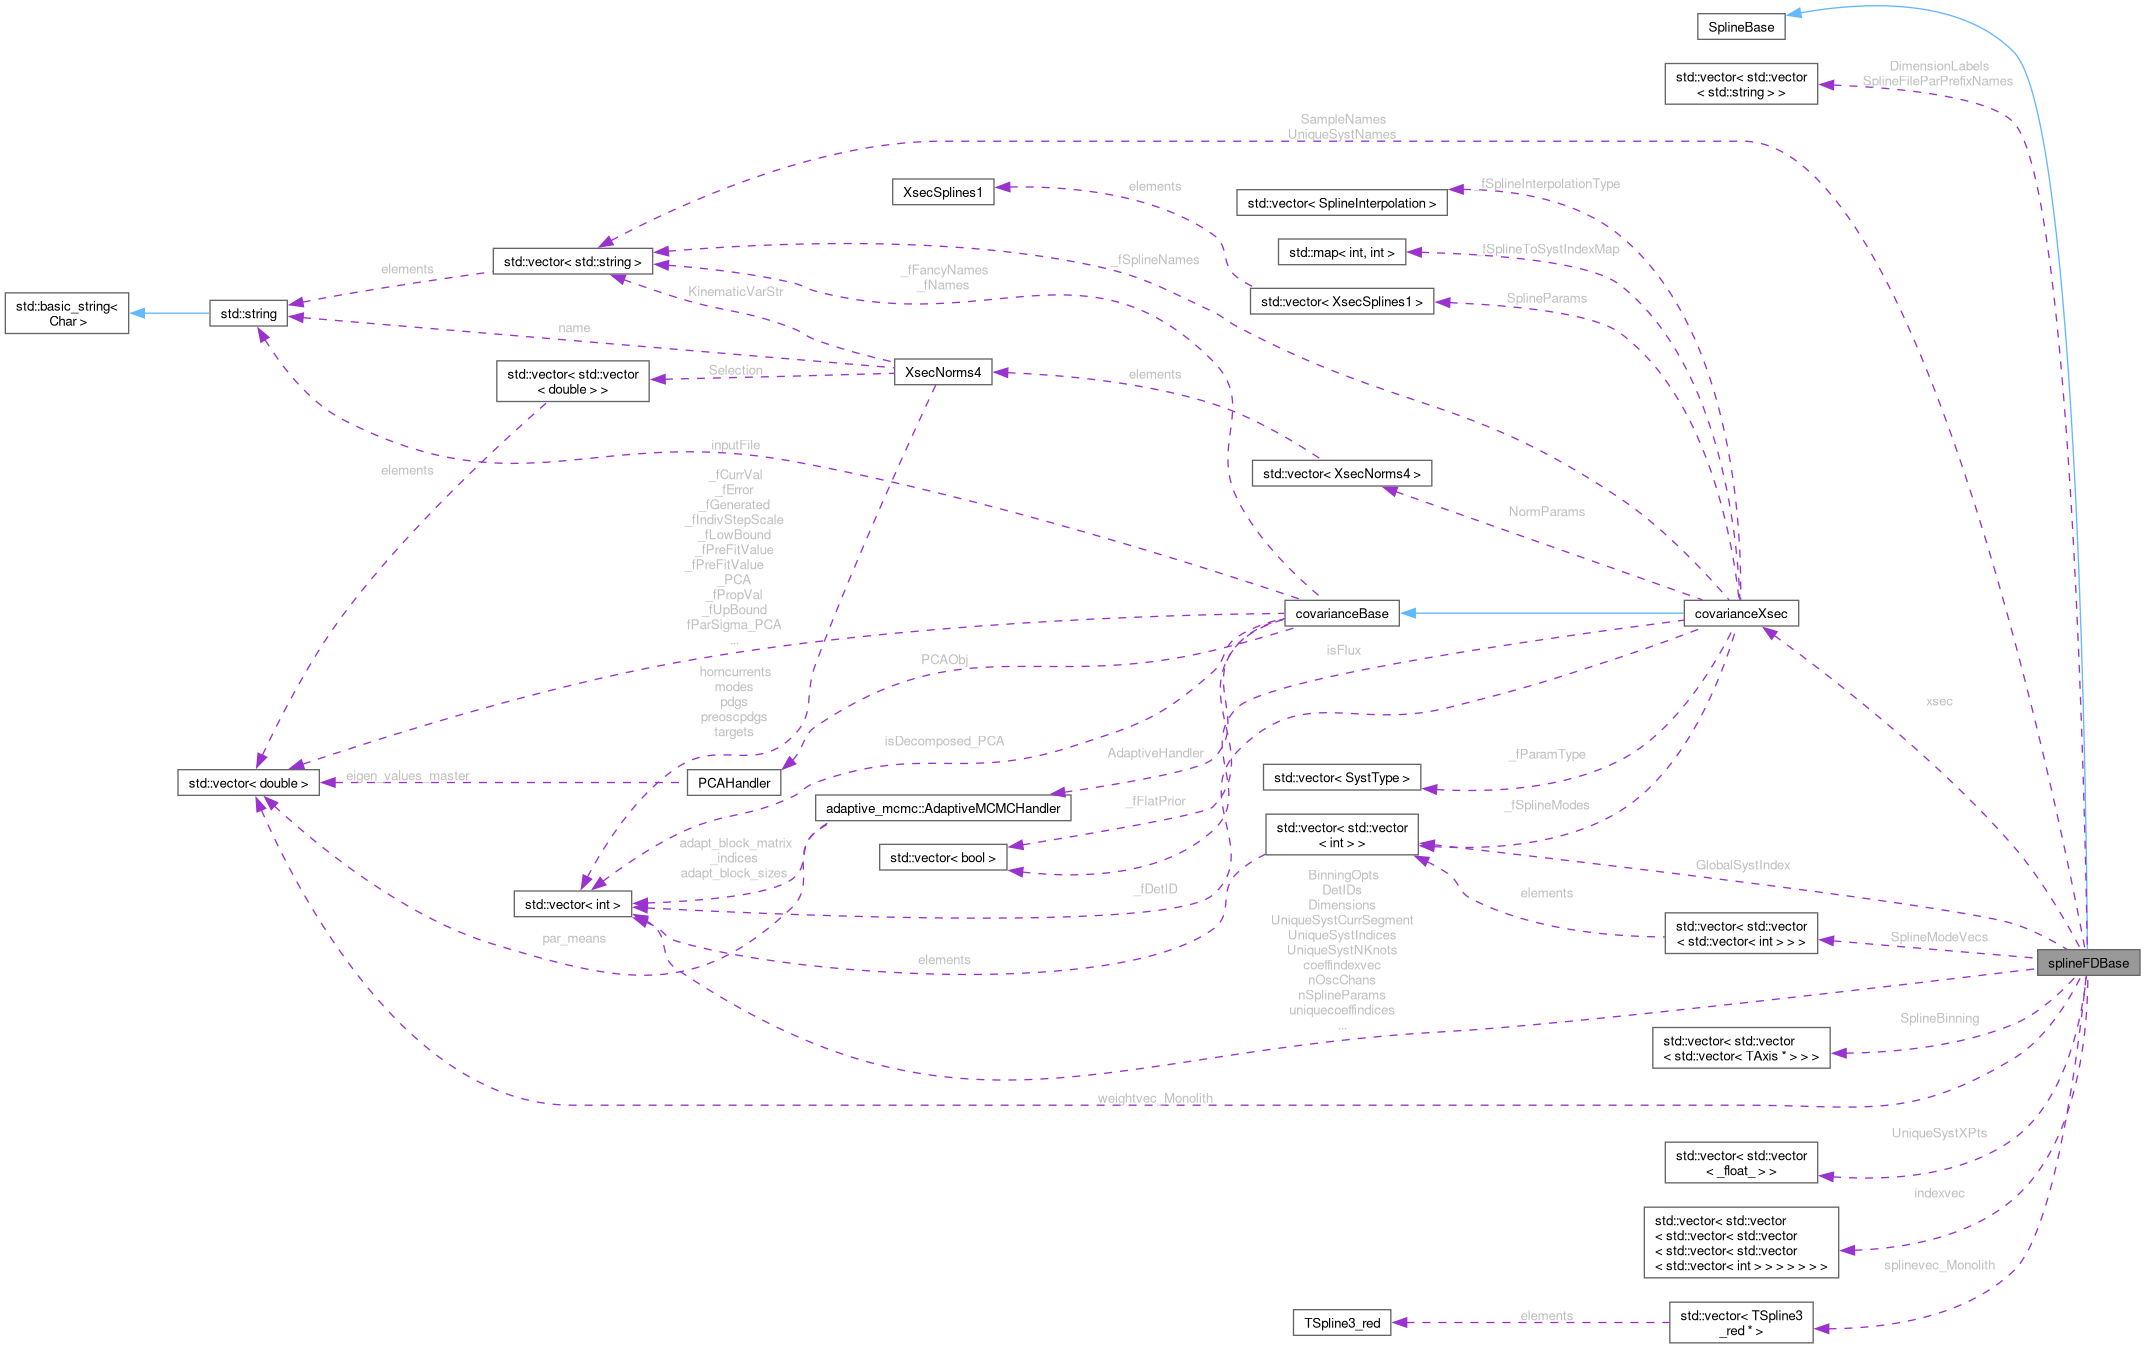 SplineBase
DimensionLabels
SplineFileParPrefixNames
std::vector< std::vector
< std::string > >
SampleNames
UniqueSystNames
XsecSplines1
elements
_fSplineInterpolationType
std::vector< SplineInterpolation >
std::vector< std::string >
_fSplineNames
std::map< int, int >
_fSplineToSystIndexMap
elements
_fFancyNames
_fNames
KinematicVarStr
std::vector< XsecSplines1 >
SplineParams
std::basic_string<
Char >
std::string
name
std::vector< std::vector
< double > >
Selection
XsecNorms4
elements
inputFile
elements
std::vector< XsecNorms4 >
NormParams
_fCurrVal
_fError
_fGenerated
_fIndivStepScale
_fLowBound
_fPreFitValue
_fPreFitValue
_PCA
_fPropVal
_fUpBound
fParSigma_PCA
...
covarianceBase
covarianceXsec
PCAObj
isFlux
horncurrents
modes
pdgs
preoscpdgs
targets
xsec
isDecomposed_PCA
AdaptiveHandler
_fParamType
std::vector< double >
eigen_values_master
PCAHandler
std::vector< SystType >
adaptive_mcmc::AdaptiveMCMCHandler
_fFlatPrior
_fSplineModes
adapt_block_matrix
_indices
adapt_block_sizes
std::vector< bool >
std::vector< std::vector
< int > >
GlobalSystIndex
std::vector< int >
_fDetID
BinningOpts
DetIDs
Dimensions
UniqueSystCurrSegment
UniqueSystIndices
UniqueSystNKnots
coeffindexvec
nOscChans
nSplineParams
uniquecoeffindices
...
elements
std::vector< std::vector
< std::vector< int > > >
SplineModeVecs
par_means
elements
splineFDBase
SplineBinning
std::vector< std::vector
< std::vector< TAxis * > > >
weightvec_Monolith
UniqueSystXPts
std::vector< std::vector
< _float_ > >
indexvec
std::vector< std::vector
< std::vector< std::vector
< std::vector< std::vector
< std::vector< int > > > > > > >
splinevec_Monolith
TSpline3_red
elements
std::vector< TSpline3
_red * >